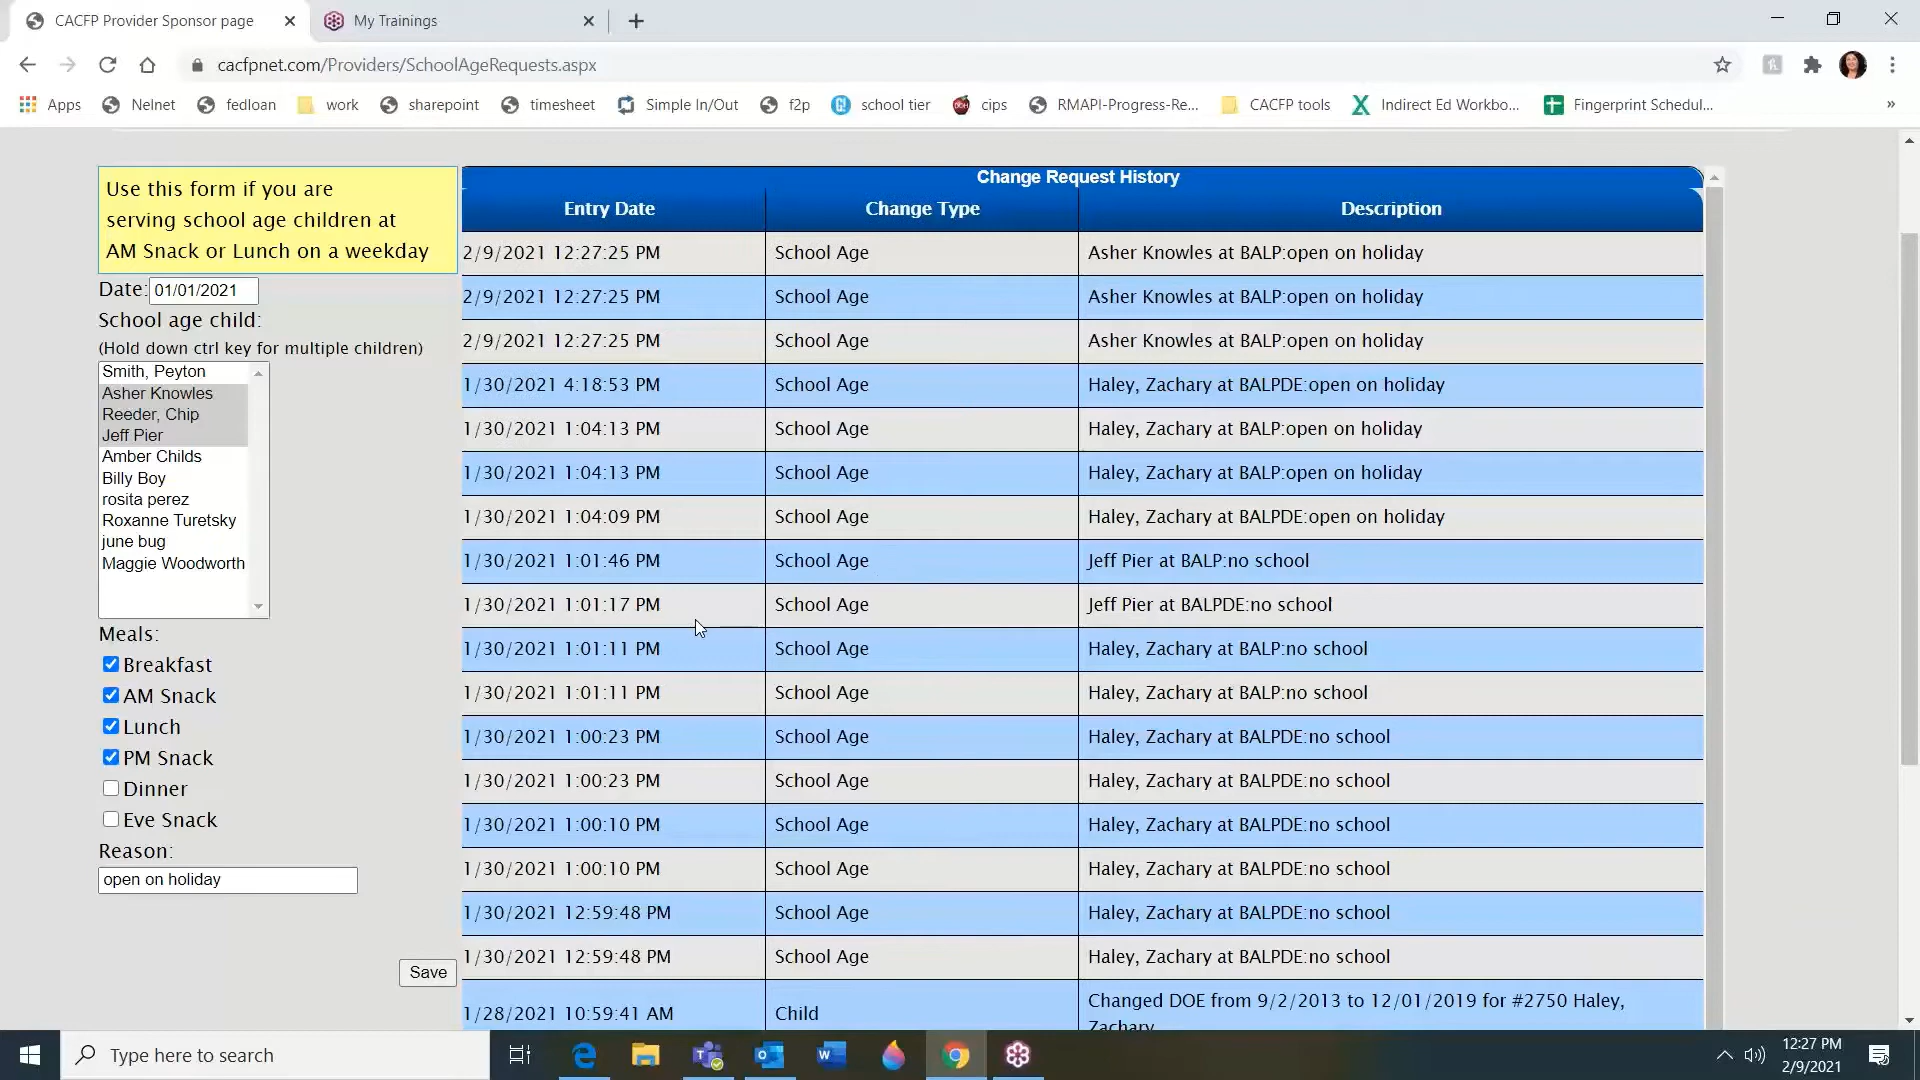 CACFP Provider Sponsor page
My Trainings
cacfpnet.com/Providers/SchoolAgeRequests.aspx
Apps Nelnet fedloan work sharepoint timesheet Simple In/Out f2p school tier cips RMAPI-Progress-Re... CACFP tools Indirect Ed Workbo... Fingerprint Schedul... »
Use this form if you are
serving school age children at
AM Snack or Lunch on a weekday
Date: 01/01/2021
School age child:
(Hold down ctrl key for multiple children)
Smith, Peyton
Asher Knowles
Reeder, Chip
Jeff Pier
Amber Childs
Billy Boy
rosita perez
Roxanne Turetsky
june bug
Maggie Woodworth
Meals:
Breakfast
AM Snack
Lunch
PM Snack
Dinner
Eve Snack
Reason:
open on holiday
Save
Change Request History
Entry Date Change Type Description
2/9/2021 12:27:25 PM School Age Asher Knowles at BALP:open on holiday
2/9/2021 12:27:25 PM School Age Asher Knowles at BALP:open on holiday
2/9/2021 12:27:25 PM School Age Asher Knowles at BALP:open on holiday
1/30/2021 4:18:53 PM School Age Haley, Zachary at BALPDE:open on holiday
1/30/2021 1:04:13 PM School Age Haley, Zachary at BALP:open on holiday
1/30/2021 1:04:13 PM School Age Haley, Zachary at BALP:open on holiday
1/30/2021 1:04:09 PM School Age Haley, Zachary at BALPDE:open on holiday
1/30/2021 1:01:46 PM School Age Jeff Pier at BALP:no school
1/30/2021 1:01:17 PM School Age Jeff Pier at BALPDE:no school
1/30/2021 1:01:11 PM School Age Haley, Zachary at BALP:no school
1/30/2021 1:01:11 PM School Age Haley, Zachary at BALP:no school
1/30/2021 1:00:23 PM School Age Haley, Zachary at BALPDE:no school
1/30/2021 1:00:23 PM School Age Haley, Zachary at BALPDE:no school
1/30/2021 1:00:10 PM School Age Haley, Zachary at BALPDE:no school
1/30/2021 1:00:10 PM School Age Haley, Zachary at BALPDE:no school
1/30/2021 12:59:48 PM School Age Haley, Zachary at BALPDE:no school
1/30/2021 12:59:48 PM School Age Haley, Zachary at BALPDE:no school
1/28/2021 10:59:41 AM Child Changed DOE from 9/2/2013 to 12/01/2019 for #2750 Haley,
Zachary
Type here to search
12:27 PM
2/9/2021